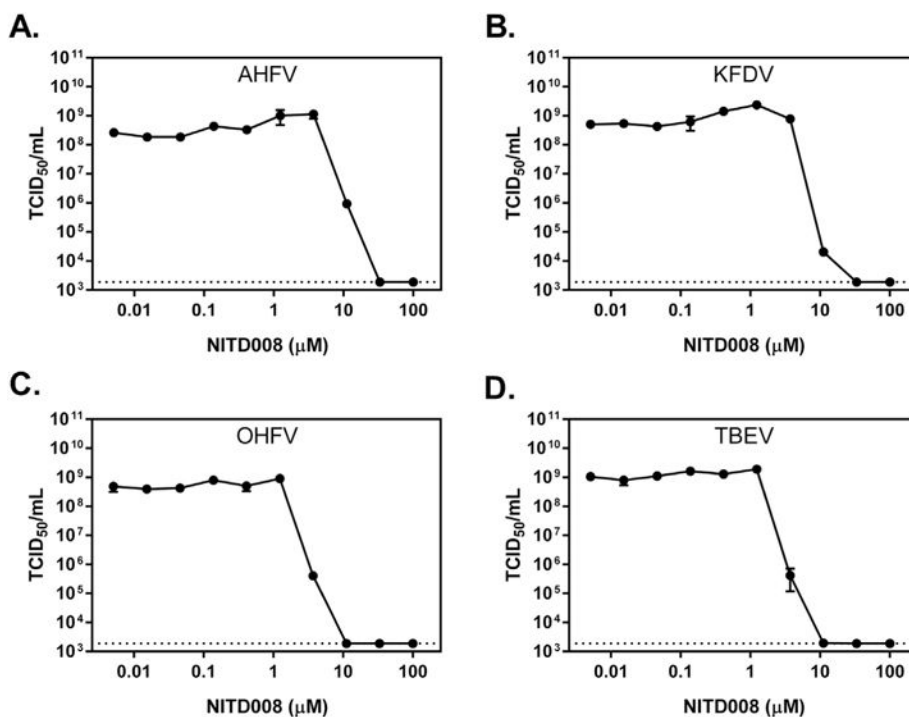 A.
AHFV
10¹¹
10¹⁰
10⁹
10⁸
10⁷
10⁶
10⁵
10⁴
10³
TCID₅₀/mL
0.01 0.1 1 10 100
NITD008 (μM)
B.
KFDV
10¹¹
10¹⁰
10⁹
10⁸
10⁷
10⁶
10⁵
10⁴
10³
TCID₅₀/mL
0.01 0.1 1 10 100
NITD008 (μM)
C.
OHFV
10¹¹
10¹⁰
10⁹
10⁸
10⁷
10⁶
10⁵
10⁴
10³
TCID₅₀/mL
0.01 0.1 1 10 100
NITD008 (μM)
D.
TBEV
10¹¹
10¹⁰
10⁹
10⁸
10⁷
10⁶
10⁵
10⁴
10³
TCID₅₀/mL
0.01 0.1 1 10 100
NITD008 (μM)